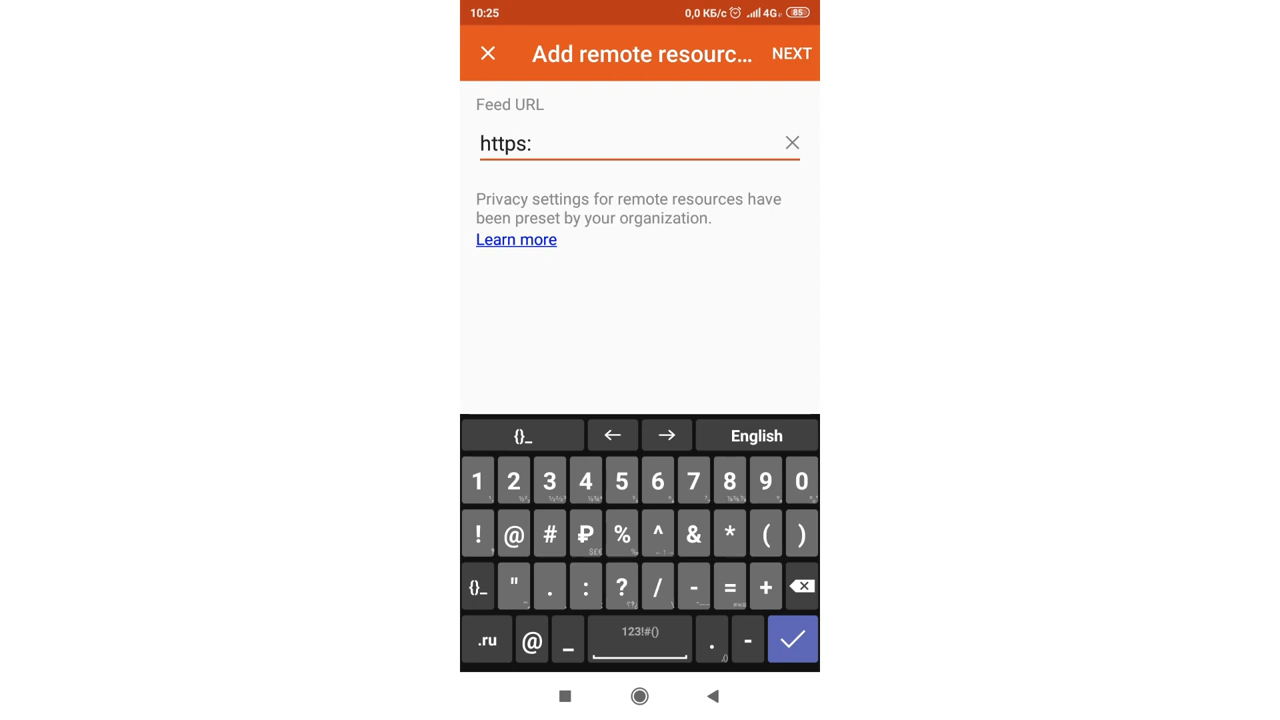 10:25 0,0 КБ/с 4G 85
Add remote resourc... NEXT
Feed URL
https:
Privacy settings for remote resources have
been preset by your organization.
Learn more
{}_ ← → English
1 2 3 4 5 6 7 8 9 0
! @ # ₽ % ^ & * ( )
{}_ " . : ? / - = +
.ru @ _ 123!#() . -